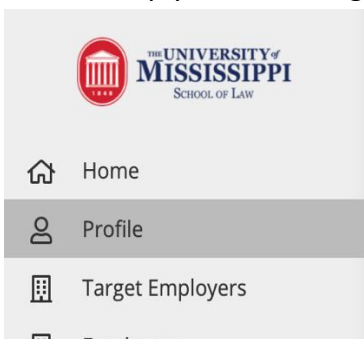 THE UNIVERSITY of
MISSISSIPPI
SCHOOL OF LAW
1848
Home
Profile
Target Employers